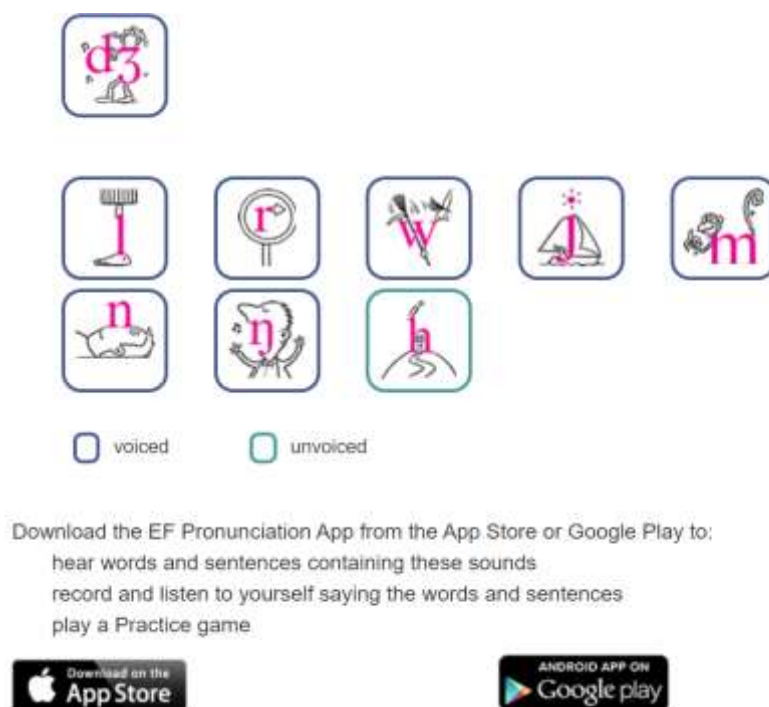 dʒ
l r w j m
n ŋ h
voiced unvoiced
Download the EF Pronunciation App from the App Store or Google Play to:
hear words and sentences containing these sounds
record and listen to yourself saying the words and sentences
play a Practice game
Download on the
App Store
ANDROID APP ON
Google play